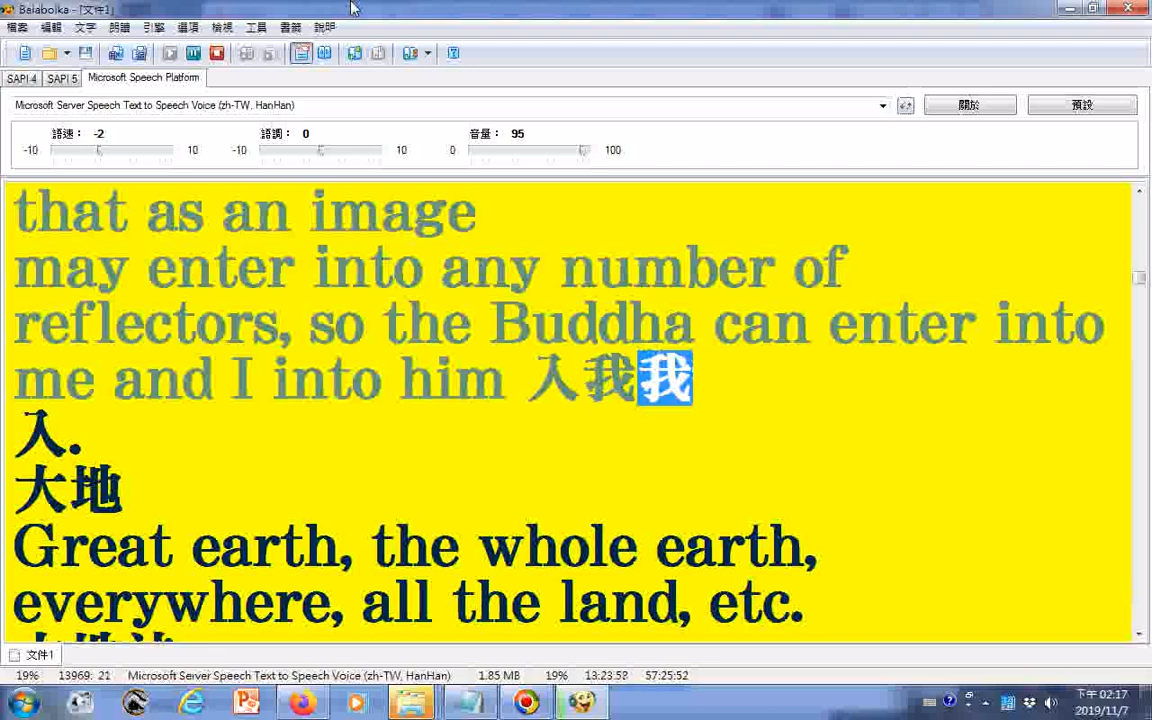 Balabolka - [文件1]
檔案 編輯 文字 朗讀 引擎 選項 檢視 工具 書籤 說明
SAPI 4 SAPI 5 Microsoft Speech Platform
Microsoft Server Speech Text to Speech Voice (zh-TW, HanHan) 關於 預設
語速： -2 語調： 0 音量： 95
-10 10 -10 10 0 100
that as an image
may enter into any number of
reflectors, so the Buddha can enter into
me and I into him 入我我
入.
大地
Great earth, the whole earth,
everywhere, all the land, etc.
文件1
19% 13969: 21 Microsoft Server Speech Text to Speech Voice (zh-TW, HanHan) 1.85 MB 19% 13:23:52 57:25:52
下午 02:17
2019/11/7